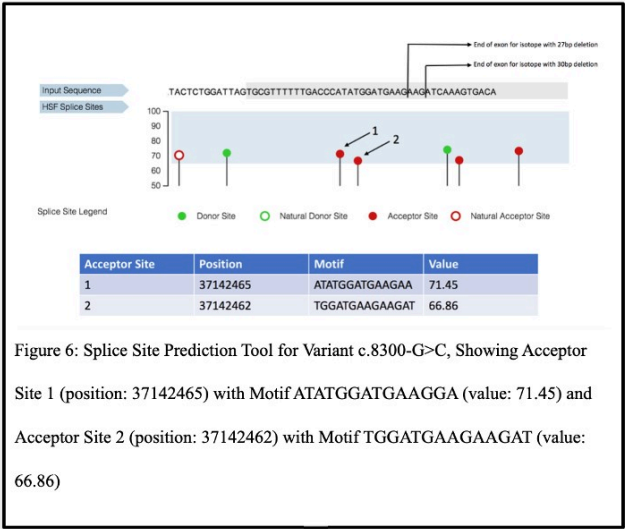 End of exon for isotope with 27bp deletion
End of exon for isotope with 30bp deletion
Input Sequence
TACTCTGGATTAGTGCGTTTTTTGACCCATATGGATGAAGAAGATCAAAGTGACA
HSF Splice Sites
100
90
80
70
60
50
1
2
Splice Site Legend
Donor Site
Natural Donor Site
Acceptor Site
Natural Acceptor Site
Acceptor Site Position Motif Value
1 37142465 ATATGGATGAAGAA 71.45
2 37142462 TGGATGAAGAAGAT 66.86
Figure 6: Splice Site Prediction Tool for Variant c.8300-G>C, Showing Acceptor
Site 1 (position: 37142465) with Motif ATATGGATGAAGGA (value: 71.45) and
Acceptor Site 2 (position: 37142462) with Motif TGGATGAAGAAGAT (value:
66.86)